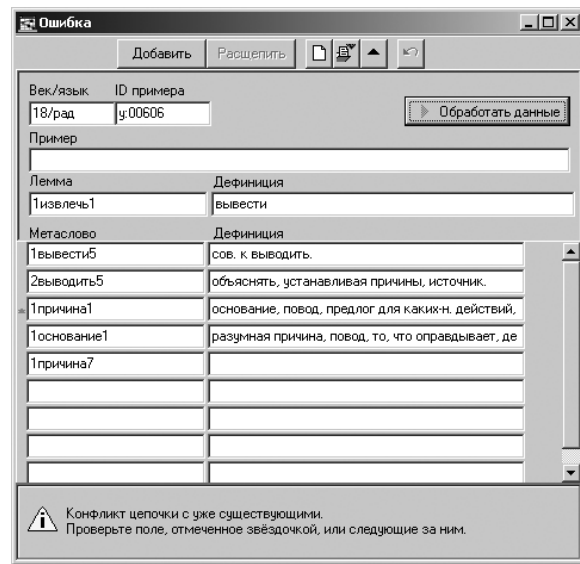 Ошибка
Добавить Расщепить
Век/язык ID примера
18/рад у:00606 Обработать данные
Пример
Лемма Дефиниция
1извлечь1 вывести
Метаслово Дефиниция
1вывести5 сов. к выводить.
2выводить5 объяснять, устанавливая причины, источник.
* 1причина1 основание, повод, предлог для каких-н. действий,
1основание1 разумная причина, повод, то, что оправдывает, де
1причина7
Конфликт цепочки с уже существующими.
Проверьте поле, отмеченное звёздочкой, или следующие за ним.